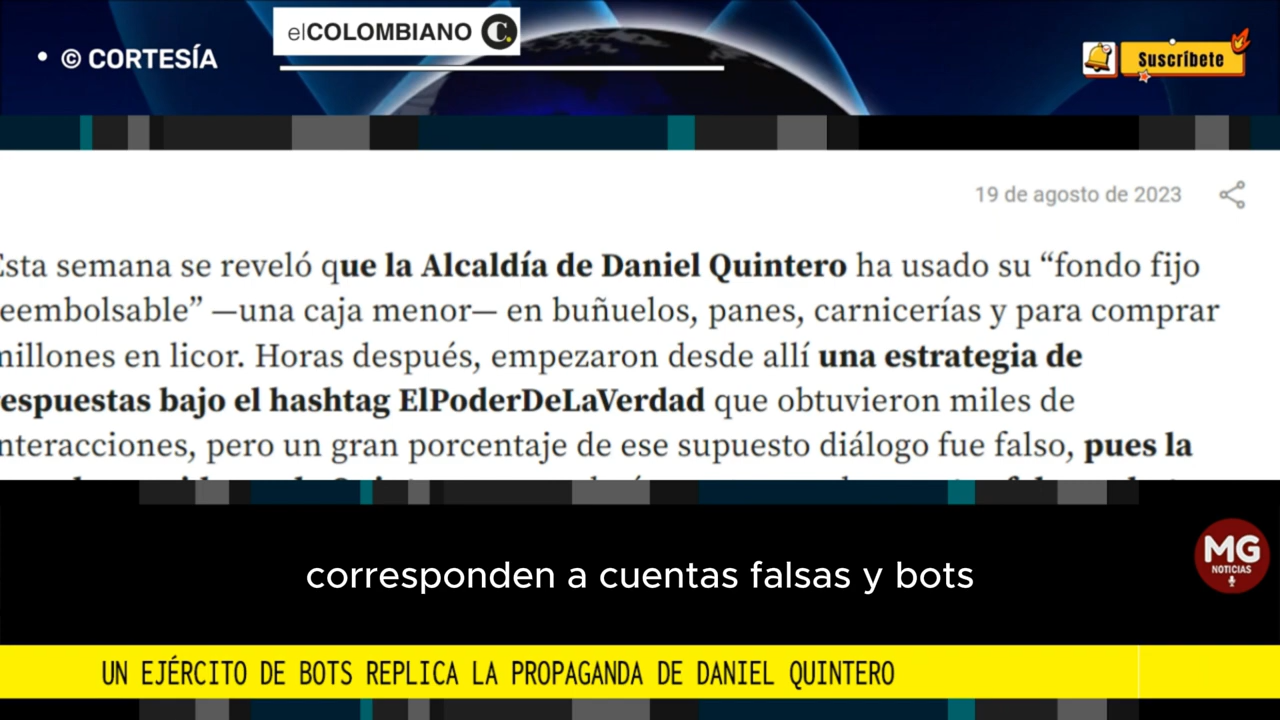 elCOLOMBIANO C.
• © CORTESÍA
Suscríbete
19 de agosto de 2023
Esta semana se reveló que la Alcaldía de Daniel Quintero ha usado su “fondo fijo
eembolsable” —una caja menor— en buñuelos, panes, carnicerías y para comprar
millones en licor. Horas después, empezaron desde allí una estrategia de
espuestas bajo el hashtag ElPoderDeLaVerdad que obtuvieron miles de
nteracciones, pero un gran porcentaje de ese supuesto diálogo fue falso, pues la
corresponden a cuentas falsas y bots
MG
NOTICIAS
UN EJÉRCITO DE BOTS REPLICA LA PROPAGANDA DE DANIEL QUINTERO